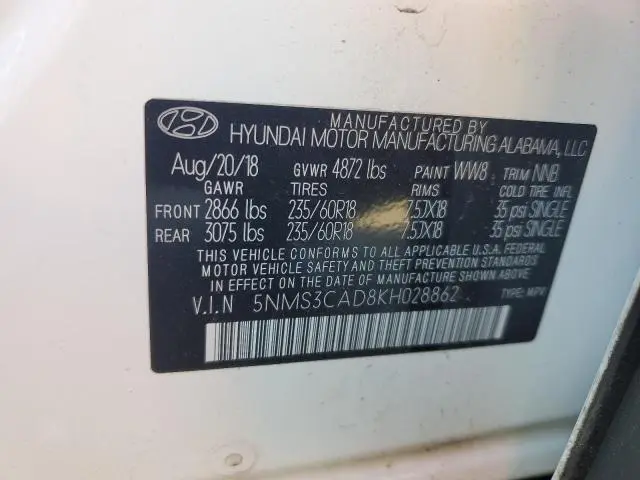 MANUFACTURED BY
HYUNDAI MOTOR MANUFACTURING ALABAMA, LLC
Aug/20/18 GVWR 4872 lbs PAINT WW8 TRIM NNB
GAWR TIRES RIMS COLD TIRE INFL
FRONT 2866 lbs 235/60R18 7.5JX18 35 psi SINGLE
REAR 3075 lbs 235/60R18 7.5JX18 35 psi SINGLE
THIS VEHICLE CONFORMS TO ALL APPLICABLE U.S.A. FEDERAL
MOTOR VEHICLE SAFETY AND THEFT PREVENTION STANDARDS
IN EFFECT ON THE DATE OF MANUFACTURE SHOWN ABOVE.
V.I.N 5NMS3CAD8KH028862 TYPE: MPV